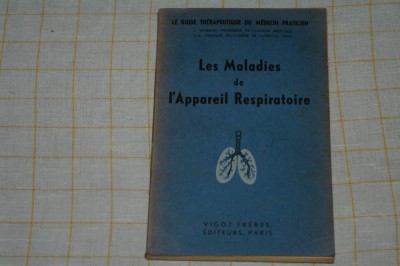 LE GUIDE THÉRAPEUTIQUE DU MÉDECIN PRATICIEN
Les Maladies
de
l'Appareil Respiratoire
VIGOT FRÈRES,
ÉDITEURS, PARIS